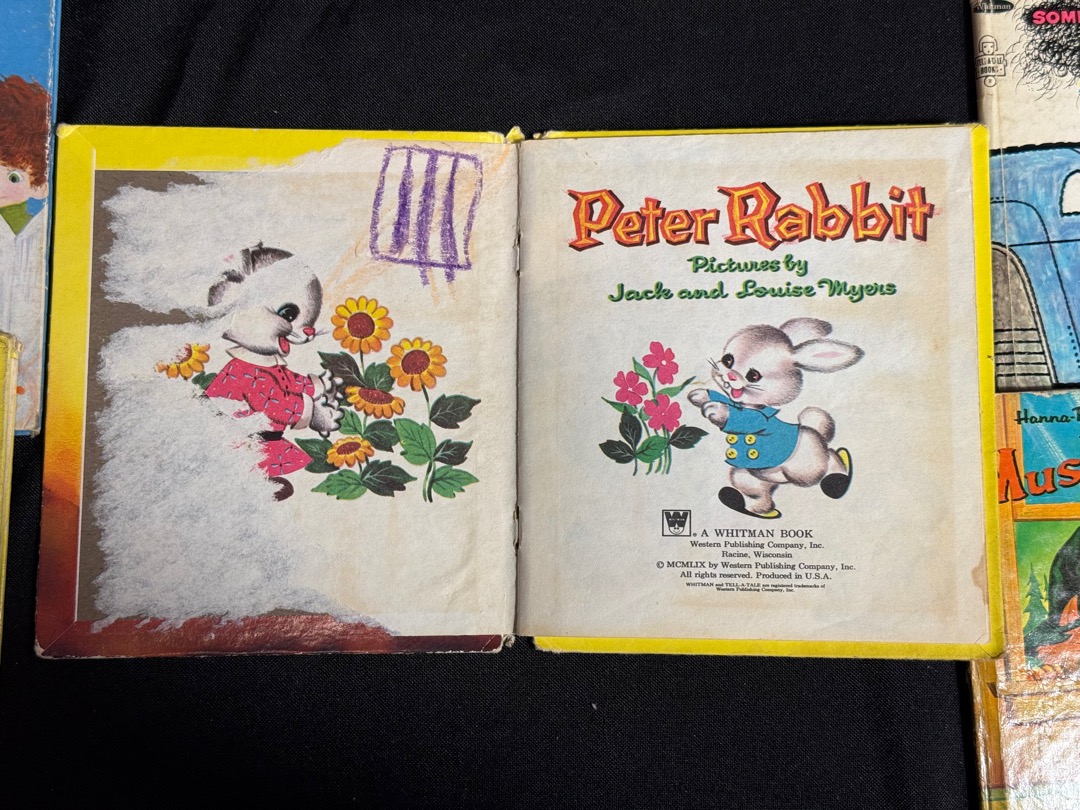 Peter Rabbit
Pictures by
Jack and Louise Myers
WHITMAN
® A WHITMAN BOOK
Western Publishing Company, Inc.
Racine, Wisconsin
© MCMLIX by Western Publishing Company, Inc.
All rights reserved. Produced in U.S.A.
WHITMAN and TELL-A-TALE are registered trademarks of
Western Publishing Company, Inc.
Whitman
SOM
Hanna-
Mus